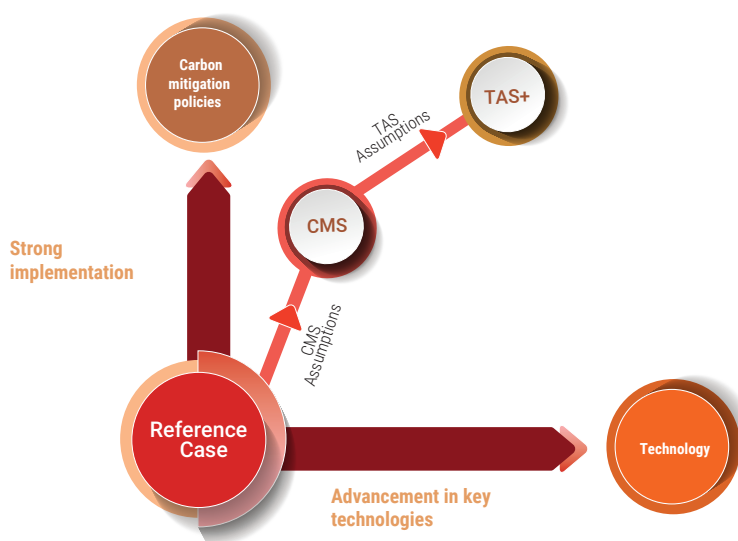 Carbon
mitigation
policies
TAS+
TAS
Assumptions
CMS
Strong
implementation
CMS
Assumptions
Reference
Case
Technology
Advancement in key
technologies